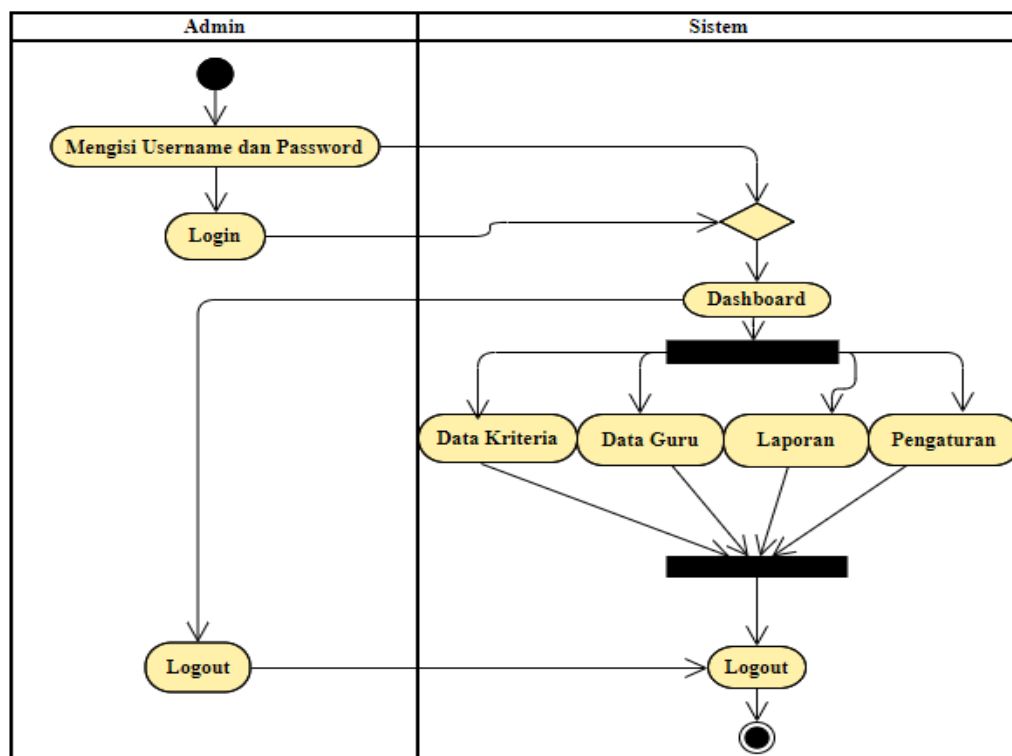 Admin
Sistem
Mengisi Username dan Password
Login
Dashboard
Data Kriteria
Data Guru
Laporan
Pengaturan
Logout
Logout